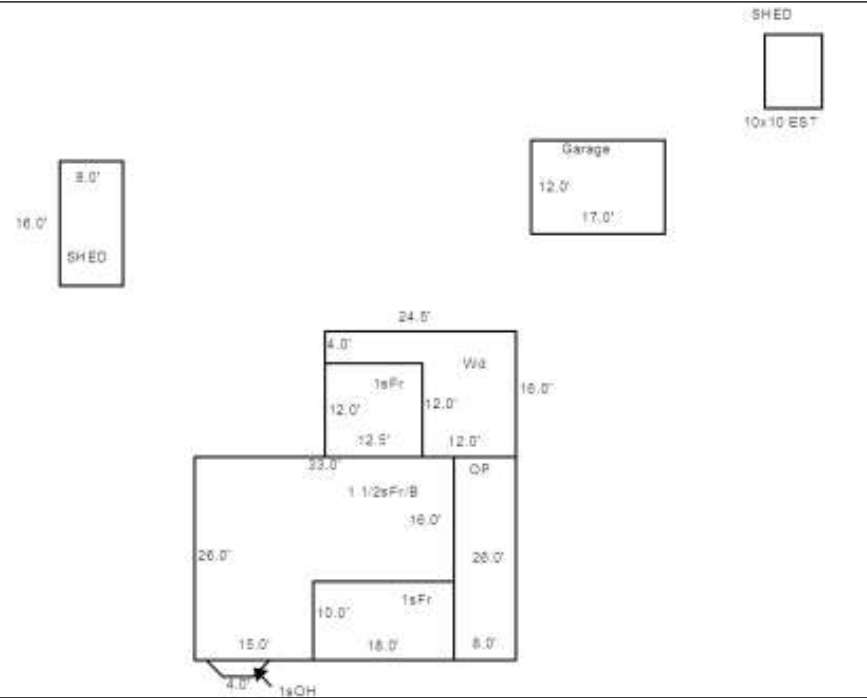 SHED
10x10 EST
Garage
12.0'
17.0'
8.0'
16.0'
SHED
24.5'
4.0'
Wd
16.0'
1sFr
12.0'
12.0'
12.5'
12.0'
33.0'
OP
1 1/2sFr/B
16.0'
26.0'
26.0'
1sFr
10.0'
15.0'
18.0'
8.0'
4.0'
1sOH